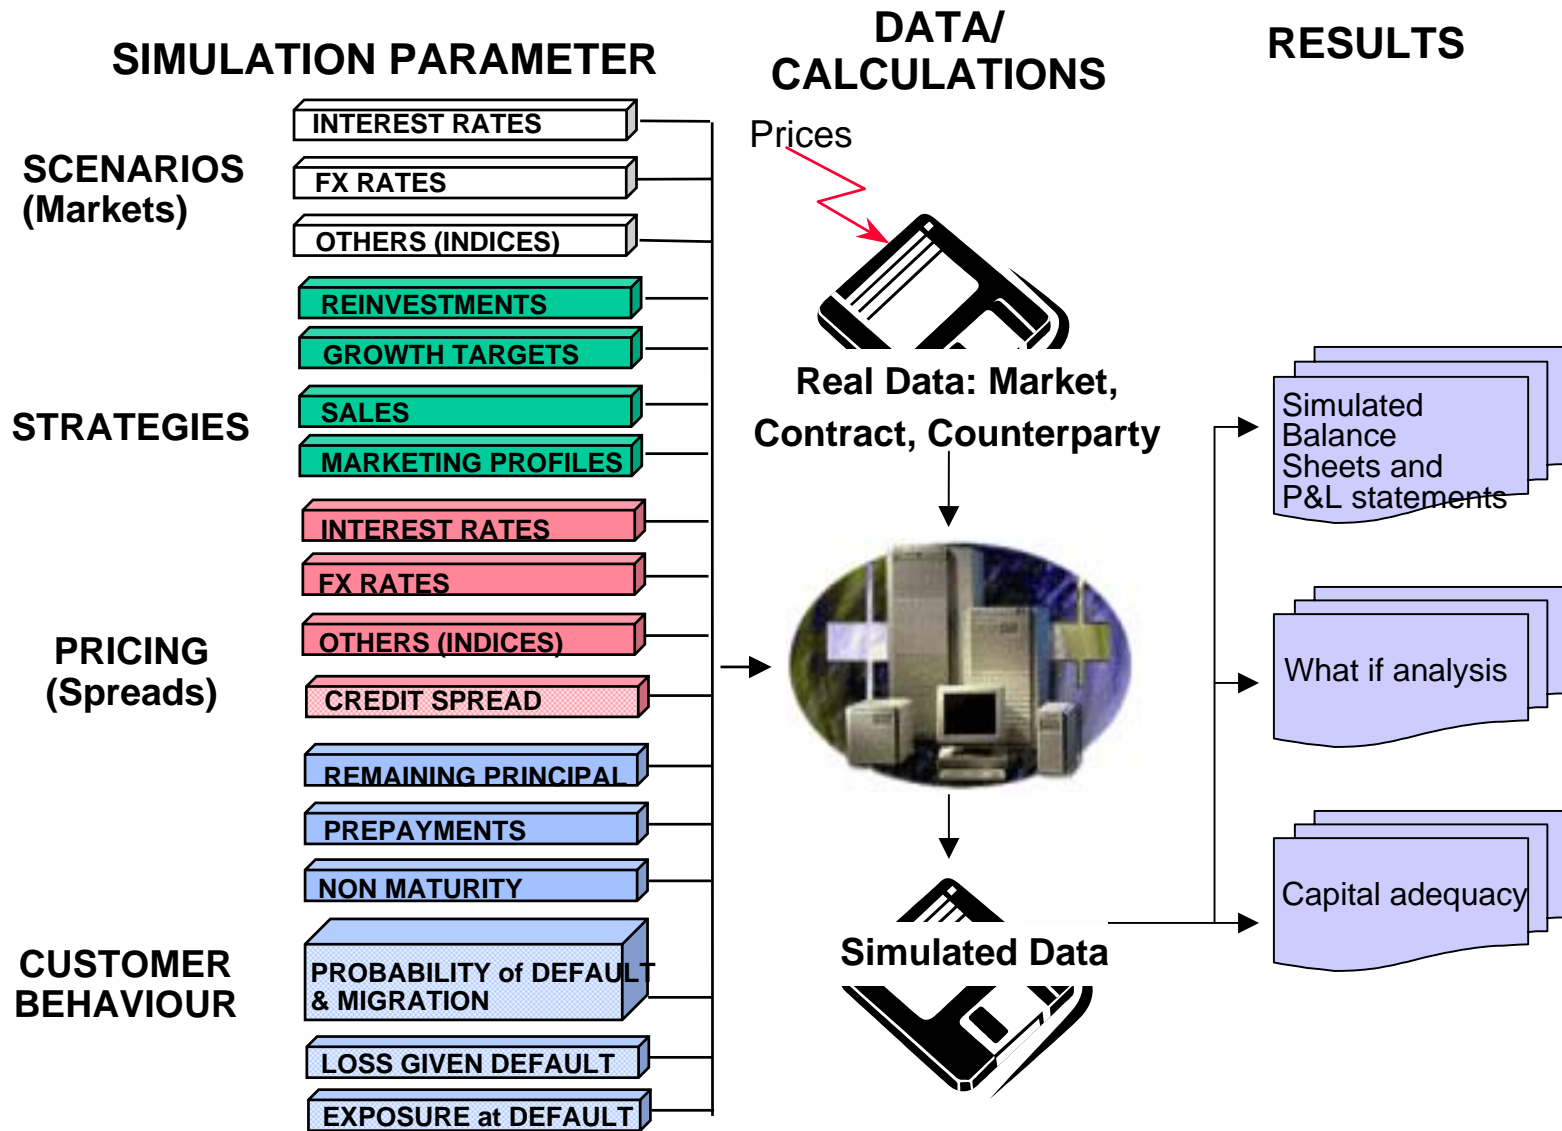 SIMULATION PARAMETER
SCENARIOS
(Markets)
INTEREST RATES
FX RATES
OTHERS (INDICES)
STRATEGIES
REINVESTMENTS
GROWTH TARGETS
SALES
MARKETING PROFILES
PRICING
(Spreads)
INTEREST RATES
FX RATES
OTHERS (INDICES)
CREDIT SPREAD
CUSTOMER
BEHAVIOUR
REMAINING PRINCIPAL
PREPAYMENTS
NON MATURITY
PROBABILITY of DEFAULT
& MIGRATION
LOSS GIVEN DEFAULT
EXPOSURE at DEFAULT
DATA/
CALCULATIONS
Prices
Real Data: Market,
Contract, Counterparty
Simulated Data
RESULTS
Simulated
Balance
Sheets and
P&L statements
What if analysis
Capital adequacy